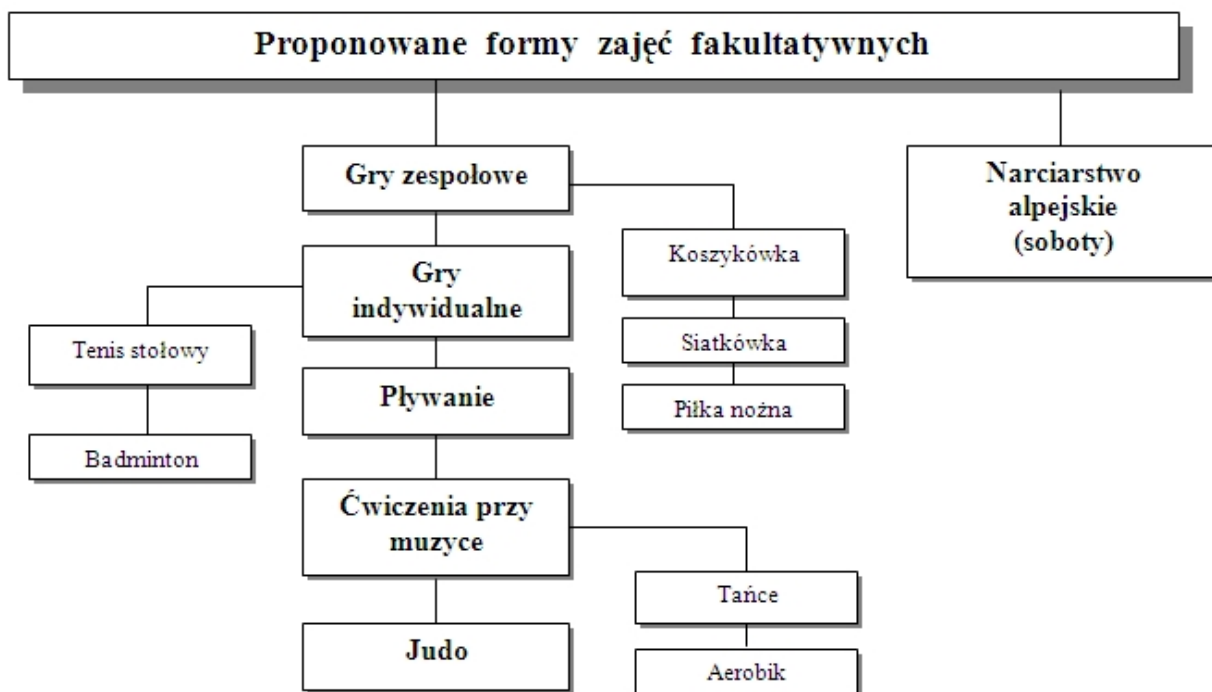 Proponowane formy zajęć fakultatywnych
Gry zespołowe
Narciarstwo
alpejskie
(soboty)
Koszykówka
Gry
indywidualne
Siatkówka
Tenis stołowy
Pływanie
Piłka nożna
Badminton
Ćwiczenia przy
muzyce
Tańce
Judo
Aerobik